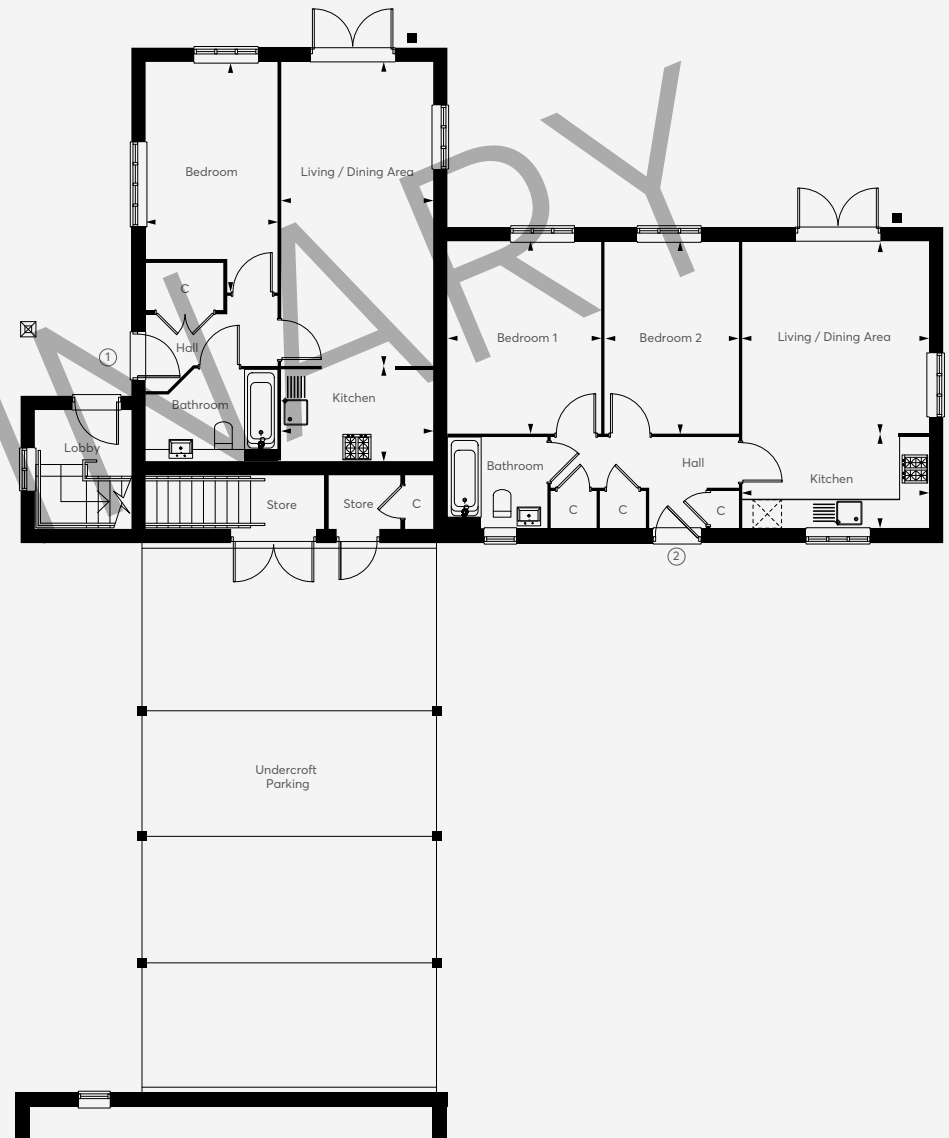 Bedroom
Living / Dining Area
C
Hall
1
Bathroom
Kitchen
Lobby
Store
Store
C
Bedroom 1
Bedroom 2
Living / Dining Area
Bathroom
Hall
Kitchen
C
C
C
2
Undercroft
Parking
NARY